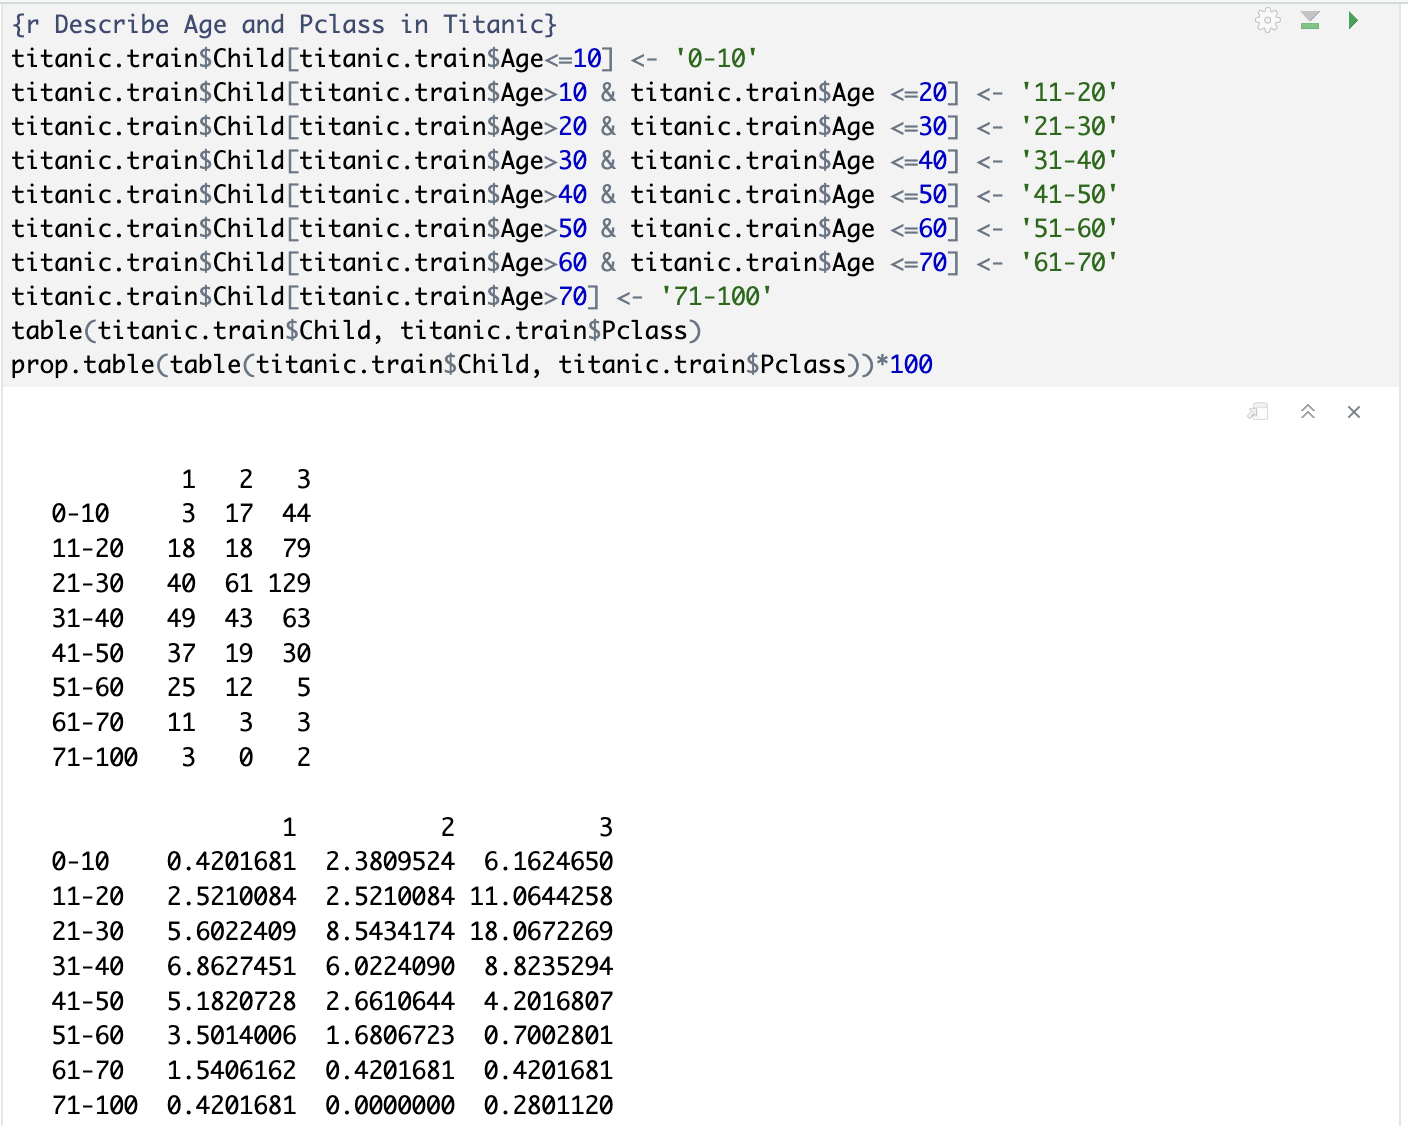 {r Describe Age and Pclass in Titanic}
titanic.train$Child[titanic.train$Age<=10] <- '0-10'
titanic.train$Child[titanic.train$Age>10 & titanic.train$Age <=20] <- '11-20'
titanic.train$Child[titanic.train$Age>20 & titanic.train$Age <=30] <- '21-30'
titanic.train$Child[titanic.train$Age>30 & titanic.train$Age <=40] <- '31-40'
titanic.train$Child[titanic.train$Age>40 & titanic.train$Age <=50] <- '41-50'
titanic.train$Child[titanic.train$Age>50 & titanic.train$Age <=60] <- '51-60'
titanic.train$Child[titanic.train$Age>60 & titanic.train$Age <=70] <- '61-70'
titanic.train$Child[titanic.train$Age>70] <- '71-100'
table(titanic.train$Child, titanic.train$Pclass)
prop.table(table(titanic.train$Child, titanic.train$Pclass))*100
1 2 3
0-10 3 17 44
11-20 18 18 79
21-30 40 61 129
31-40 49 43 63
41-50 37 19 30
51-60 25 12 5
61-70 11 3 3
71-100 3 0 2
1 2 3
0-10 0.4201681 2.3809524 6.1624650
11-20 2.5210084 2.5210084 11.0644258
21-30 5.6022409 8.5434174 18.0672269
31-40 6.8627451 6.0224090 8.8235294
41-50 5.1820728 2.6610644 4.2016807
51-60 3.5014006 1.6806723 0.7002801
61-70 1.5406162 0.4201681 0.4201681
71-100 0.4201681 0.0000000 0.2801120